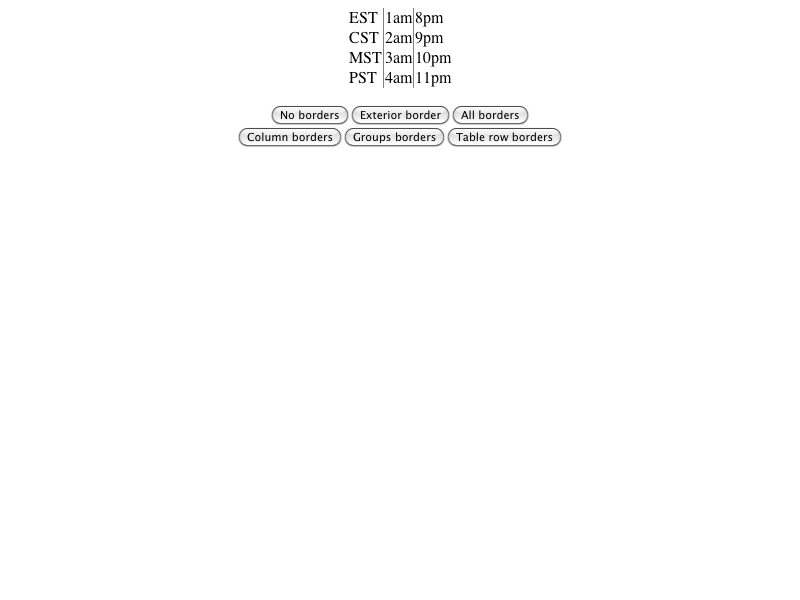 EST 1am 8pm
CST 2am 9pm
MST 3am 10pm
PST 4am 11pm
No borders Exterior border All borders
Column borders Groups borders Table row borders